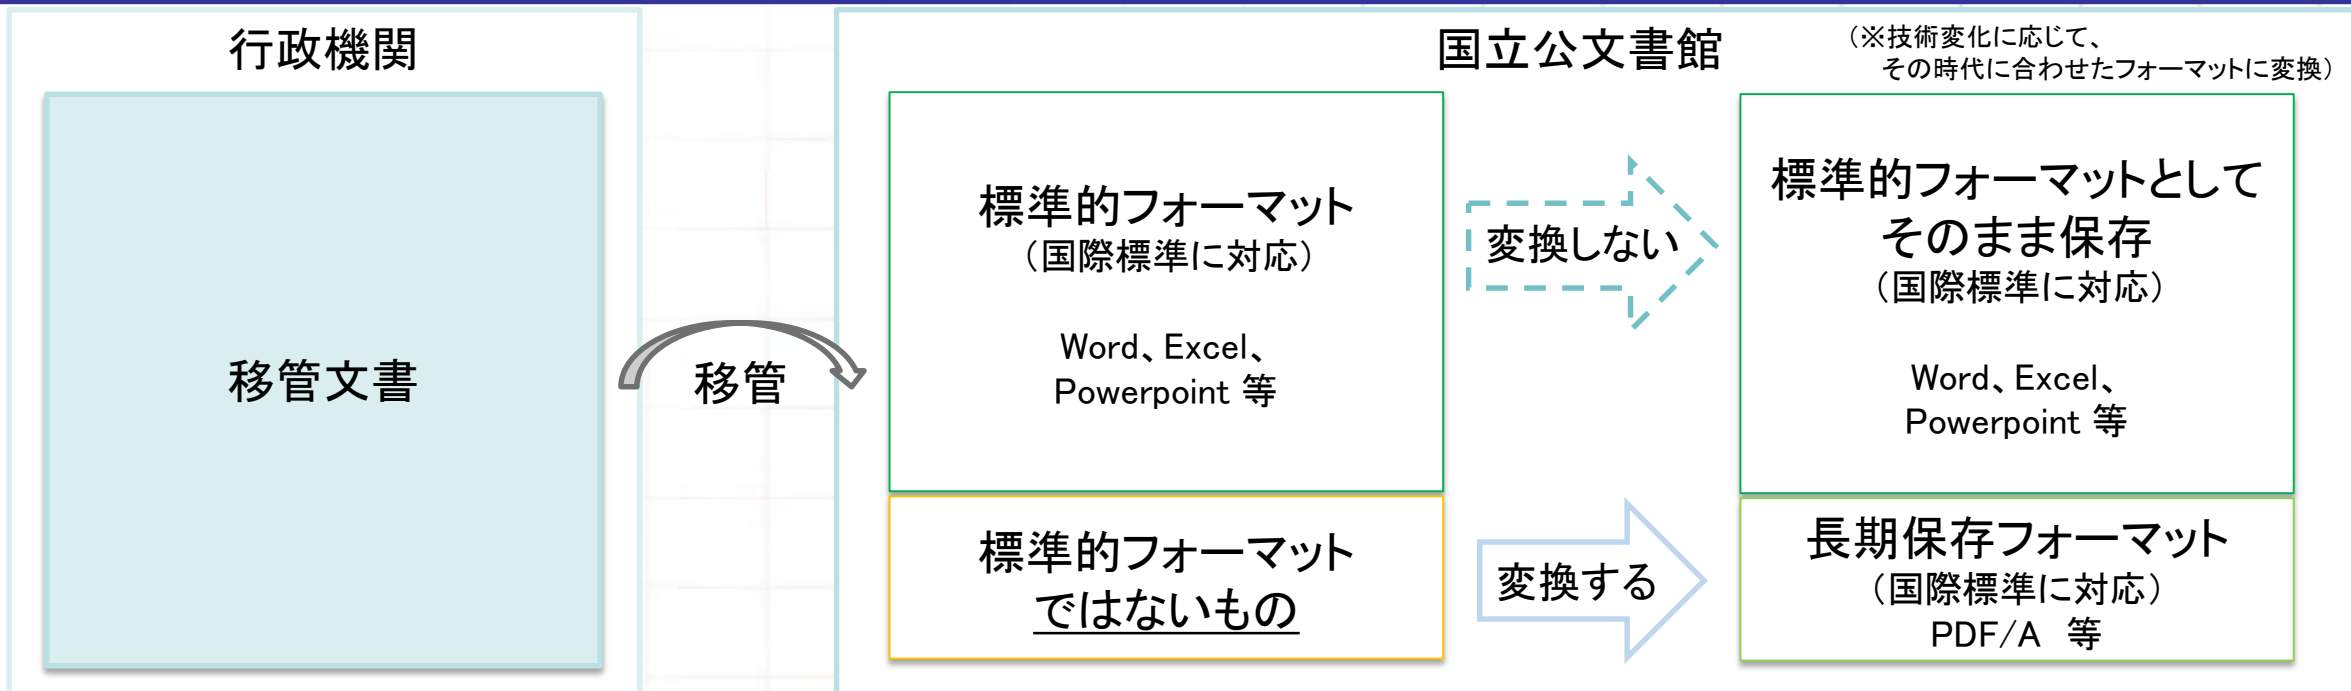 行政機関
移管文書
移管
国立公文書館
（※技術変化に応じて、
その時代に合わせたフォーマットに変換）
標準的フォーマット
（国際標準に対応）
Word、Excel、
Powerpoint 等
変換しない
標準的フォーマットとして
そのまま保存
（国際標準に対応）
Word、Excel、
Powerpoint 等
標準的フォーマット
ではないもの
変換する
長期保存フォーマット
（国際標準に対応）
PDF/A 等